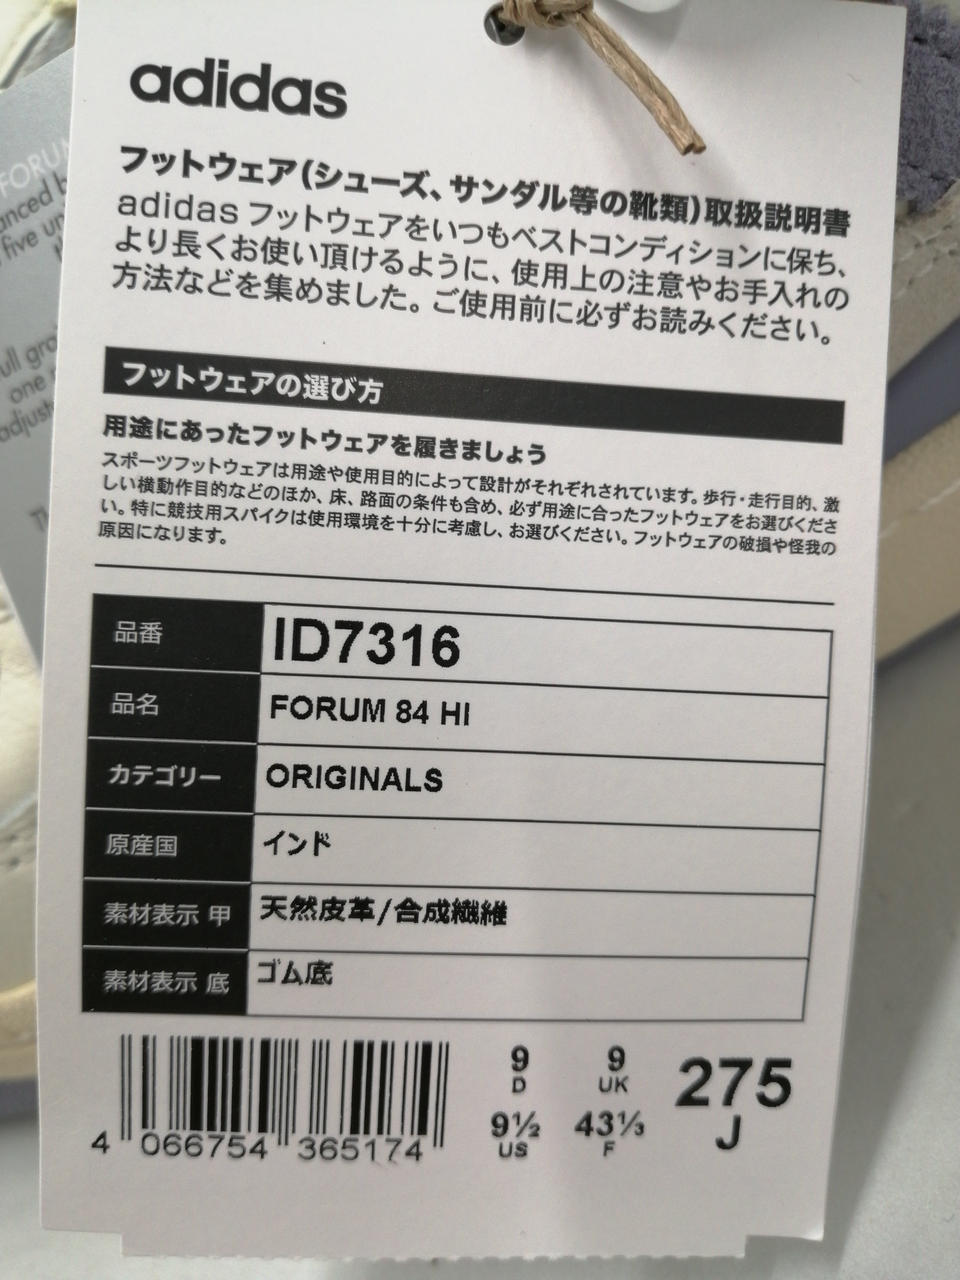 adidas
フットウェア(シューズ、サンダル等の靴類)取扱説明書
adidas フットウェアをいつもベストコンディションに保ち、
より長くお使い頂けるように、使用上の注意やお手入れの
方法などを集めました。ご使用前に必ずお読みください。
フットウェアの選び方
用途にあったフットウェアを履きましょう
スポーツフットウェアは用途や使用目的によって設計がそれぞれされています。歩行・走行目的、激
しい横動作目的などのほか、床、路面の条件も含め、必ず用途に合ったフットウェアをお選びくださ
い。特に競技用スパイクは使用環境を十分に考慮し、お選びください。フットウェアの破損や怪我の
原因になります。
品番 ID7316
品名 FORUM 84 HI
カテゴリー ORIGINALS
原産国 インド
素材表示 甲 天然皮革/合成繊維
素材表示 底 ゴム底
4 066754 365174
9 D 9 UK 275 J
9½ US 43⅓ F
FORUM
five
one